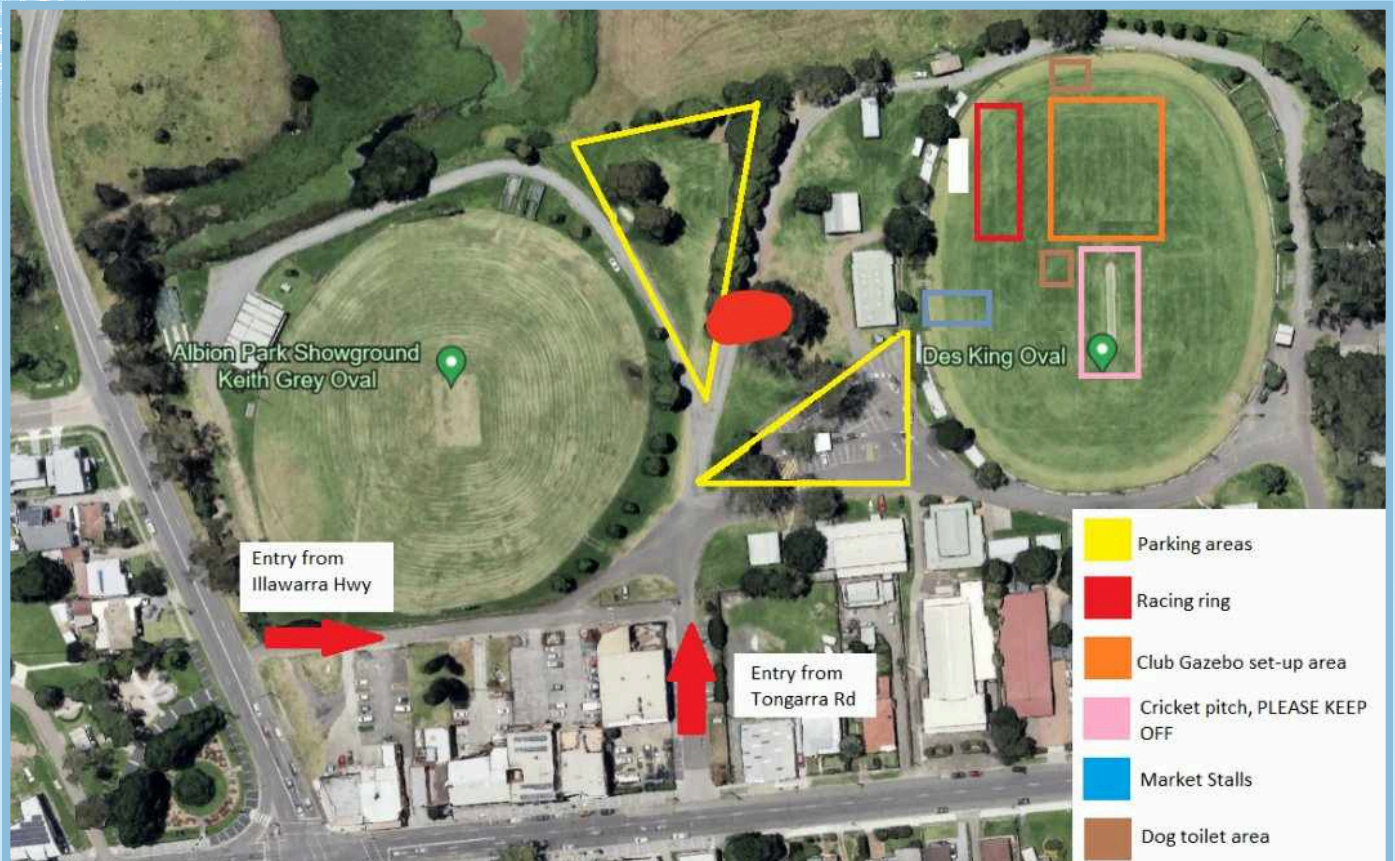 Albion Park Showground
Keith Grey Oval
Des King Oval
Entry from
Illawarra Hwy
Entry from
Tongarra Rd
Parking areas
Racing ring
Club Gazebo set-up area
Cricket pitch, PLEASE KEEP
OFF
Market Stalls
Dog toilet area